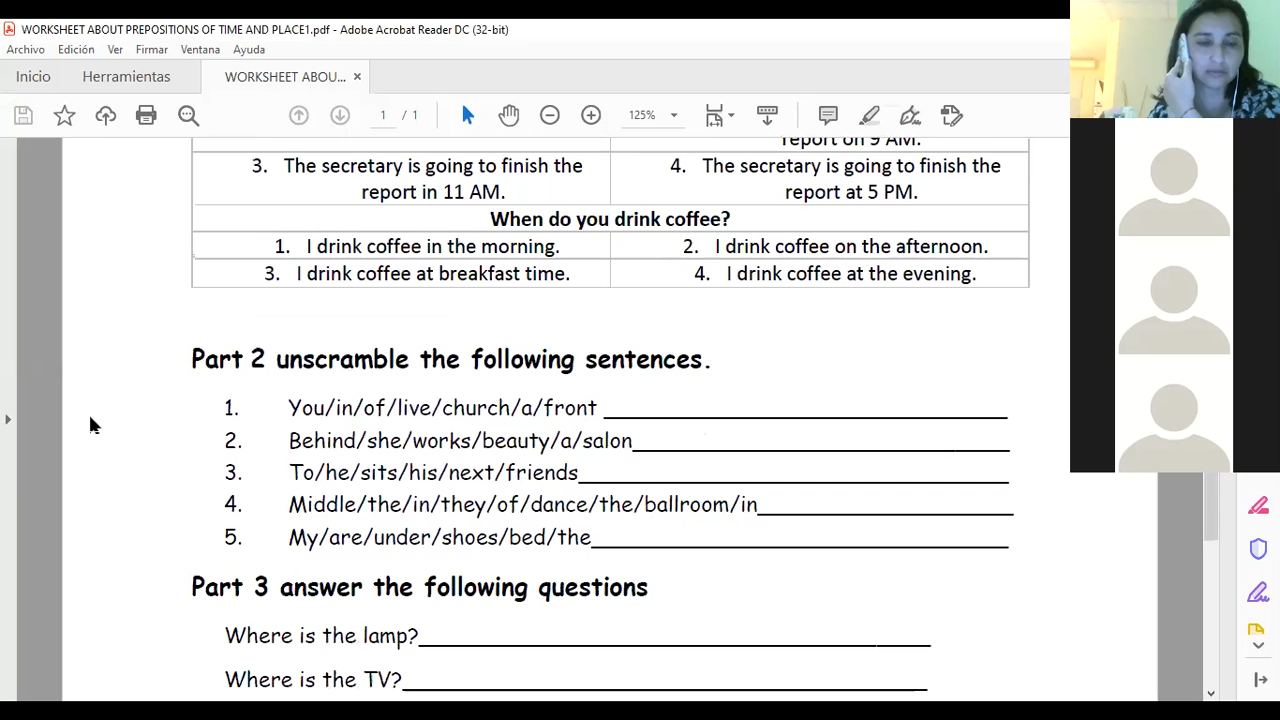 WORKSHEET ABOUT PREPOSITIONS OF TIME AND PLACE1.pdf - Adobe Acrobat Reader DC (32-bit)
Archivo Edición Ver Firmar Ventana Ayuda
Inicio Herramientas WORKSHEET ABOU... ×
1 / 1 125%
report on 9 AM.
3. The secretary is going to finish the report in 11 AM.
4. The secretary is going to finish the report at 5 PM.
When do you drink coffee?
1. I drink coffee in the morning. 2. I drink coffee on the afternoon.
3. I drink coffee at breakfast time. 4. I drink coffee at the evening.
Part 2 unscramble the following sentences.
1. You/in/of/live/church/a/front
2. Behind/she/works/beauty/a/salon
3. To/he/sits/his/next/friends
4. Middle/the/in/they/of/dance/the/ballroom/in
5. My/are/under/shoes/bed/the
Part 3 answer the following questions
Where is the lamp?
Where is the TV?